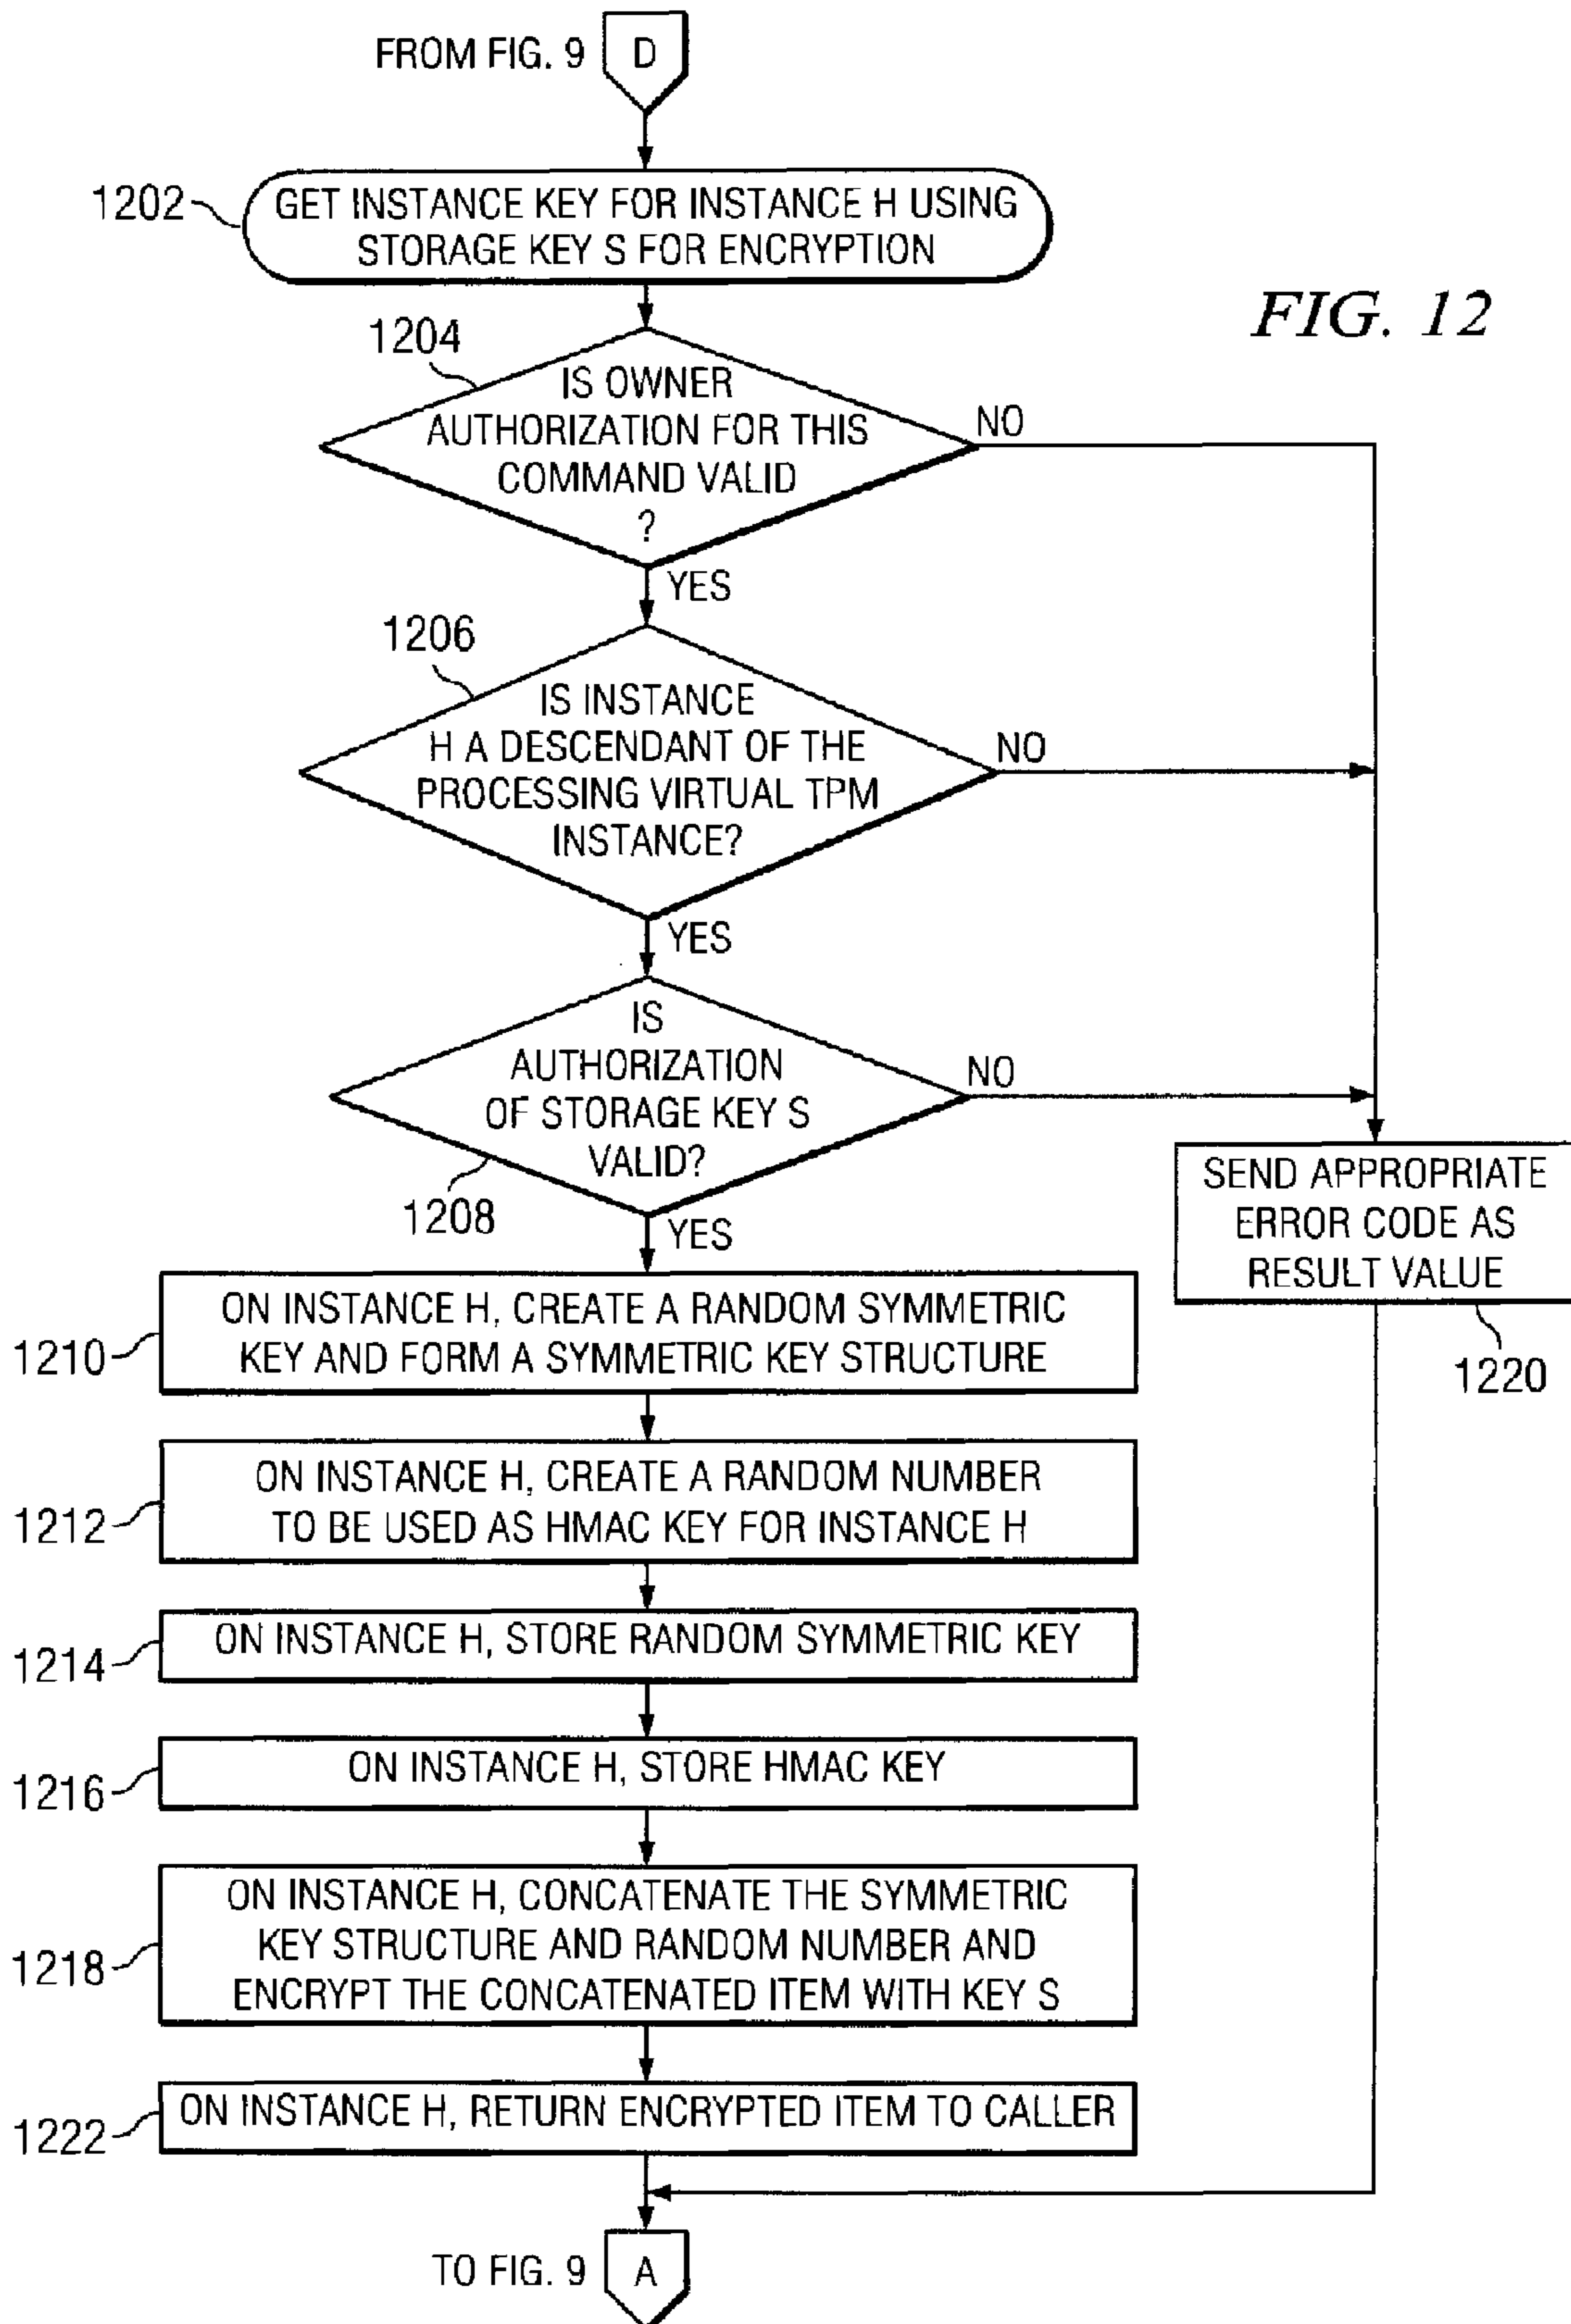 FROM FIG. 9
D
1202
GET INSTANCE KEY FOR INSTANCE H USING
STORAGE KEY S FOR ENCRYPTION
FIG. 12
1204
IS OWNER
AUTHORIZATION FOR THIS
COMMAND VALID
?
NO
YES
1206
IS INSTANCE
H A DESCENDANT OF THE
PROCESSING VIRTUAL TPM
INSTANCE?
NO
YES
IS
AUTHORIZATION
OF STORAGE KEY S
VALID?
NO
1208
YES
SEND APPROPRIATE
ERROR CODE AS
RESULT VALUE
1220
1210
ON INSTANCE H, CREATE A RANDOM SYMMETRIC
KEY AND FORM A SYMMETRIC KEY STRUCTURE
1212
ON INSTANCE H, CREATE A RANDOM NUMBER
TO BE USED AS HMAC KEY FOR INSTANCE H
1214
ON INSTANCE H, STORE RANDOM SYMMETRIC KEY
1216
ON INSTANCE H, STORE HMAC KEY
1218
ON INSTANCE H, CONCATENATE THE SYMMETRIC
KEY STRUCTURE AND RANDOM NUMBER AND
ENCRYPT THE CONCATENATED ITEM WITH KEY S
1222
ON INSTANCE H, RETURN ENCRYPTED ITEM TO CALLER
TO FIG. 9
A